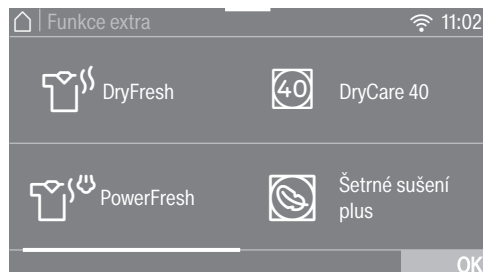 Funkce extra
11:02
DryFresh
40
DryCare 40
PowerFresh
Šetrné sušení
plus
OK